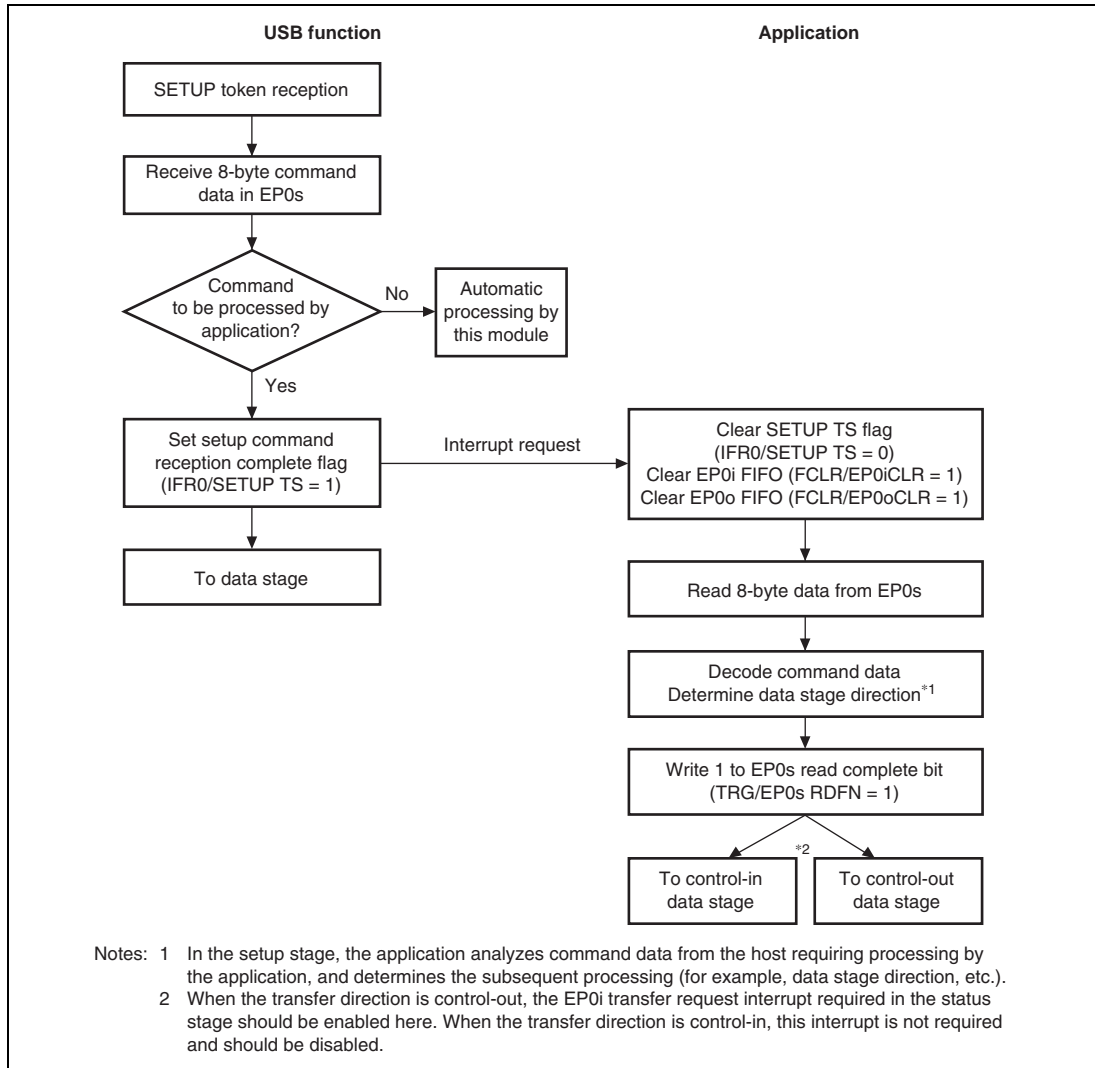 USB function
Application
SETUP token reception
Receive 8-byte command
data in EP0s
Command
to be processed by
application?
No
Automatic
processing by
this module
Yes
Set setup command
reception complete flag
(IFR0/SETUP TS = 1)
Interrupt request
Clear SETUP TS flag
(IFR0/SETUP TS = 0)
Clear EP0i FIFO (FCLR/EP0iCLR = 1)
Clear EP0o FIFO (FCLR/EP0oCLR = 1)
To data stage
Read 8-byte data from EP0s
Decode command data
Determine data stage direction*1
Write 1 to EP0s read complete bit
(TRG/EP0s RDFN = 1)
*2
To control-in
data stage
To control-out
data stage
Notes: 1 In the setup stage, the application analyzes command data from the host requiring processing by
the application, and determines the subsequent processing (for example, data stage direction, etc.).
2 When the transfer direction is control-out, the EP0i transfer request interrupt required in the status
stage should be enabled here. When the transfer direction is control-in, this interrupt is not required
and should be disabled.